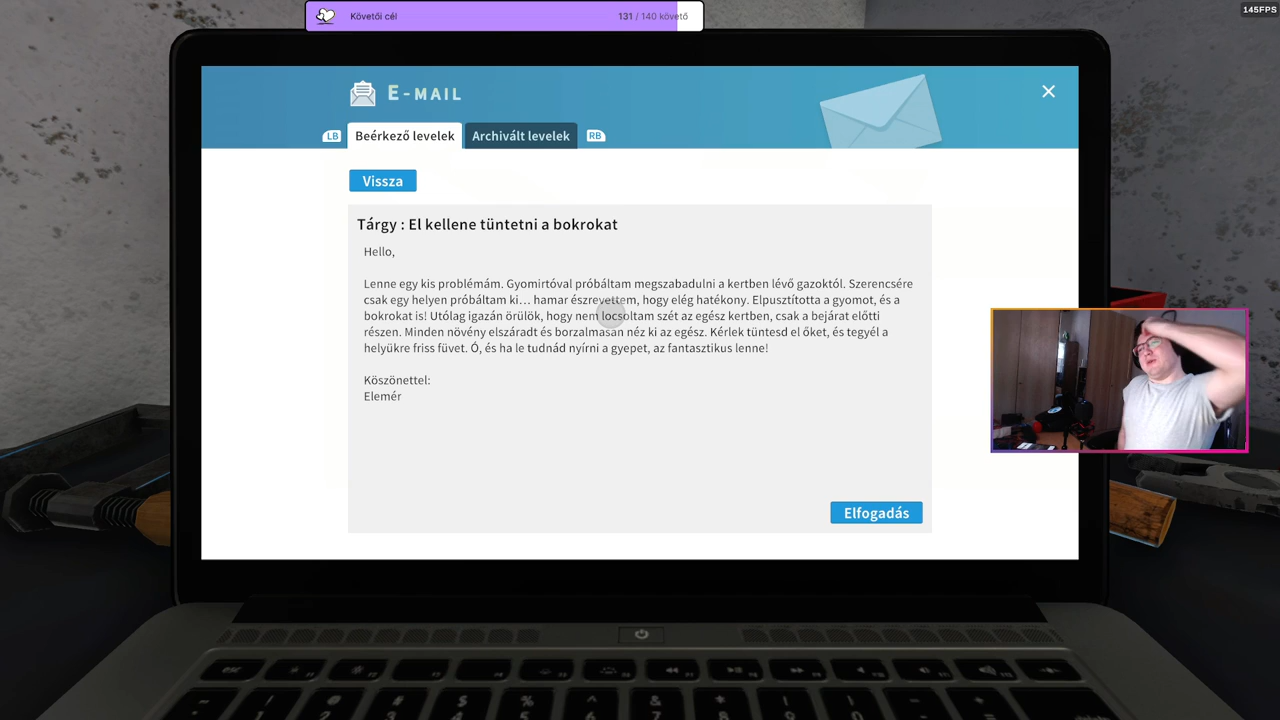 Követői cél
131 / 140 követő
145FPS
E-MAIL
LB
Beérkező levelek
Archivált levelek
RB
Vissza
Tárgy : El kellene tüntetni a bokrokat
Hello,
Lenne egy kis problémám. Gyomirtóval próbáltam megszabadulni a kertben lévő gazoktól. Szerencsére
csak egy helyen próbáltam ki... hamar észrevettem, hogy elég hatékony. Elpusztította a gyomot, és a
bokrokat is! Utólag igazán örülök, hogy nem locsoltam szét az egész kertben, csak a bejárat előtti
részen. Minden növény elszáradt és borzalmasan néz ki az egész. Kérlek tüntesd el őket, és tegyél a
helyükre friss füvet. Ó, és ha le tudnád nyírni a gyepet, az fantasztikus lenne!
Köszönettel:
Elemér
Elfogadás
esc